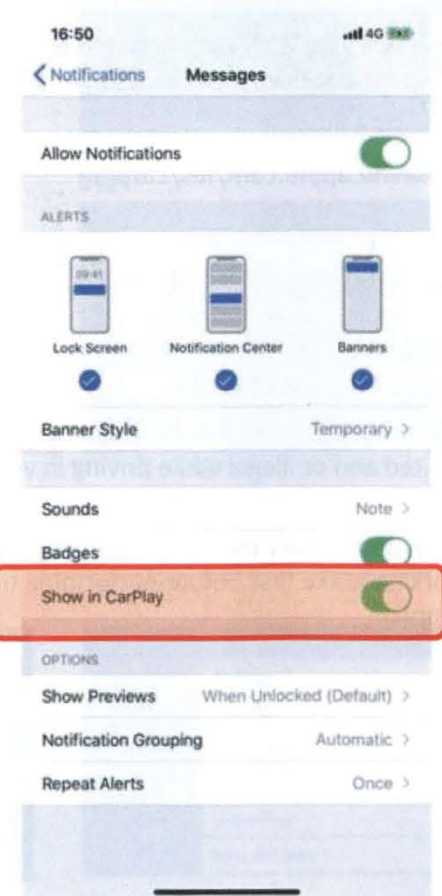 16:50 4G
Notifications Messages
Allow Notifications
ALERTS
09:41
Lock Screen Notification Center Banners
Banner Style Temporary
Sounds Note
Badges
Show in CarPlay
OPTIONS
Show Previews When Unlocked (Default)
Notification Grouping Automatic
Repeat Alerts Once